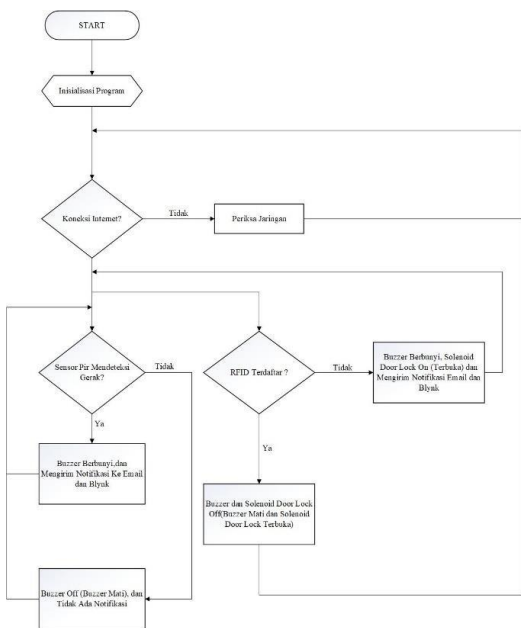 START
Inisialisasi Program
Koneksi Internet?
Tidak
Periksa Jaringan
Sensor Pir Mendeteksi
Gerak?
Tidak
Ya
RFID Terdaftar ?
Tidak
Ya
Buzzer Berbunyi, Solenoid
Door Lock On (Terbuka) dan
Mengirim Notifikasi Email dan
Blynk
Buzzer Berbunyi,dan
Mengirim Notifikasi Ke Email
dan Blynk
Buzzer dan Solenoid Door Lock
Off(Buzzer Mati dan Solenoid
Door Lock Terbuka)
Buzzer Off (Buzzer Mati), dan
Tidak Ada Notifikasi